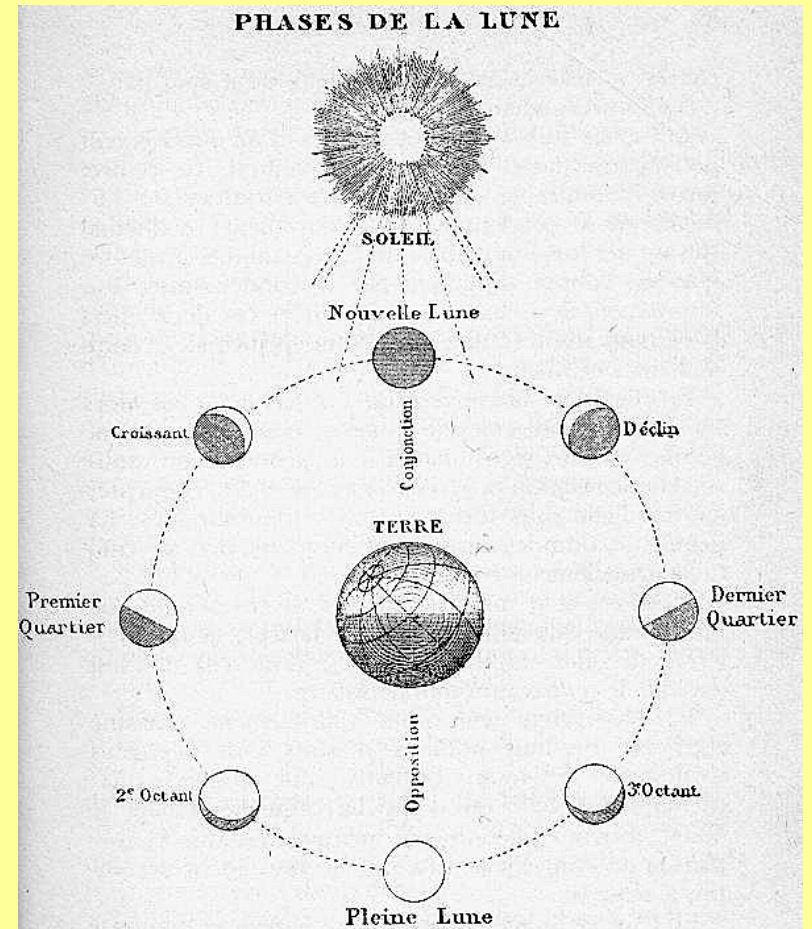 PHASES DE LA LUNE
SOLEIL
Nouvelle Lune
Croissant
Conjonction
Déclin
TERRE
Premier
Quartier
Dernier
Quartier
Opposition
2e Octant
3e Octant
Pleine Lune